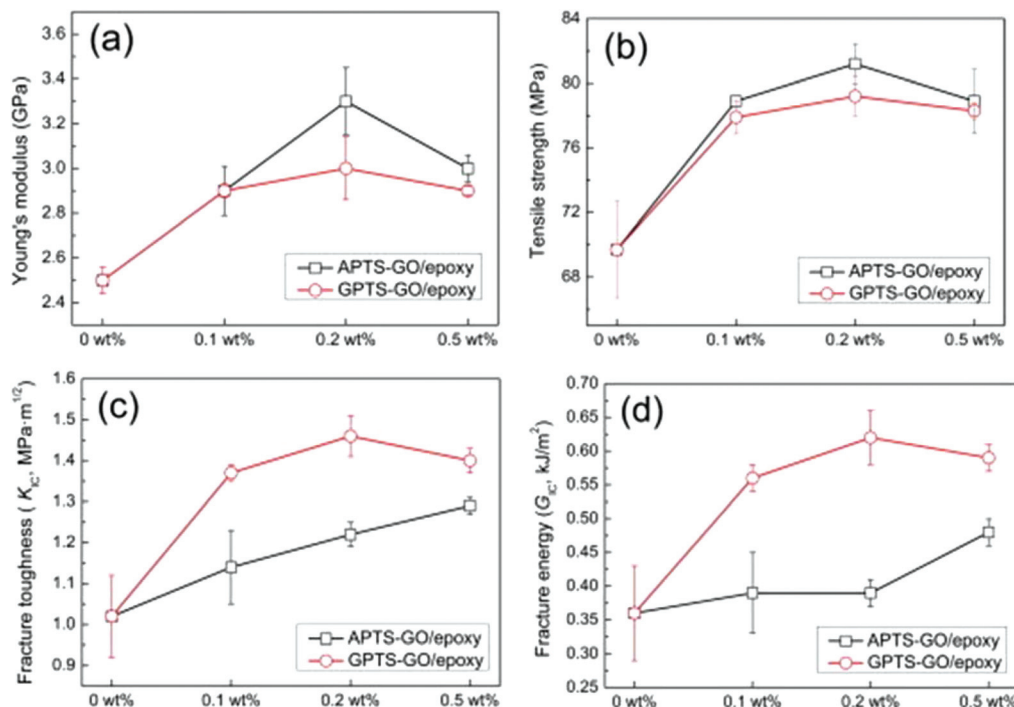 (a)
Young's modulus (GPa)
3.6
3.4
3.2
3.0
2.8
2.6
2.4
APTS-GO/epoxy
GPTS-GO/epoxy
0 wt%
0.1 wt%
0.2 wt%
0.5 wt%
(b)
Tensile strength (MPa)
84
80
76
72
68
APTS-GO/epoxy
GPTS-GO/epoxy
0 wt%
0.1 wt%
0.2 wt%
0.5 wt%
(c)
Fracture toughness ( K_IC, MPa·m^1/2)
1.6
1.5
1.4
1.3
1.2
1.1
1.0
0.9
APTS-GO/epoxy
GPTS-GO/epoxy
0 wt%
0.1 wt%
0.2 wt%
0.5 wt%
(d)
Fracture energy (G_IC, kJ/m²)
0.70
0.65
0.60
0.55
0.50
0.45
0.40
0.35
0.30
0.25
APTS-GO/epoxy
GPTS-GO/epoxy
0 wt%
0.1 wt%
0.2 wt%
0.5 wt%